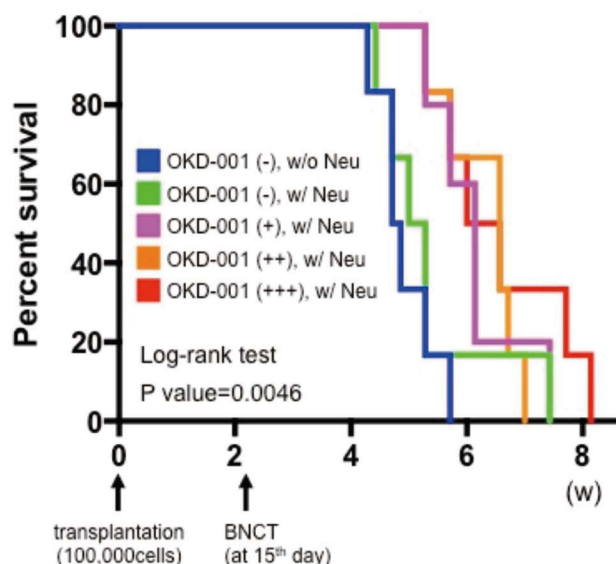 Percent survival
100
80
60
40
20
0
OKD-001 (-), w/o Neu
OKD-001 (-), w/ Neu
OKD-001 (+), w/ Neu
OKD-001 (++), w/ Neu
OKD-001 (+++), w/ Neu
Log-rank test
P value=0.0046
0 2 4 6 8
(w)
transplantation
(100,000cells)
BNCT
(at 15th day)